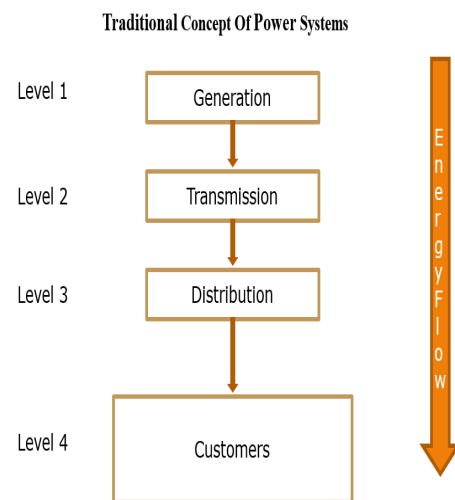 Traditional Concept Of Power Systems
Level 1
Generation
Level 2
Transmission
Level 3
Distribution
Level 4
Customers
EnergyFlow